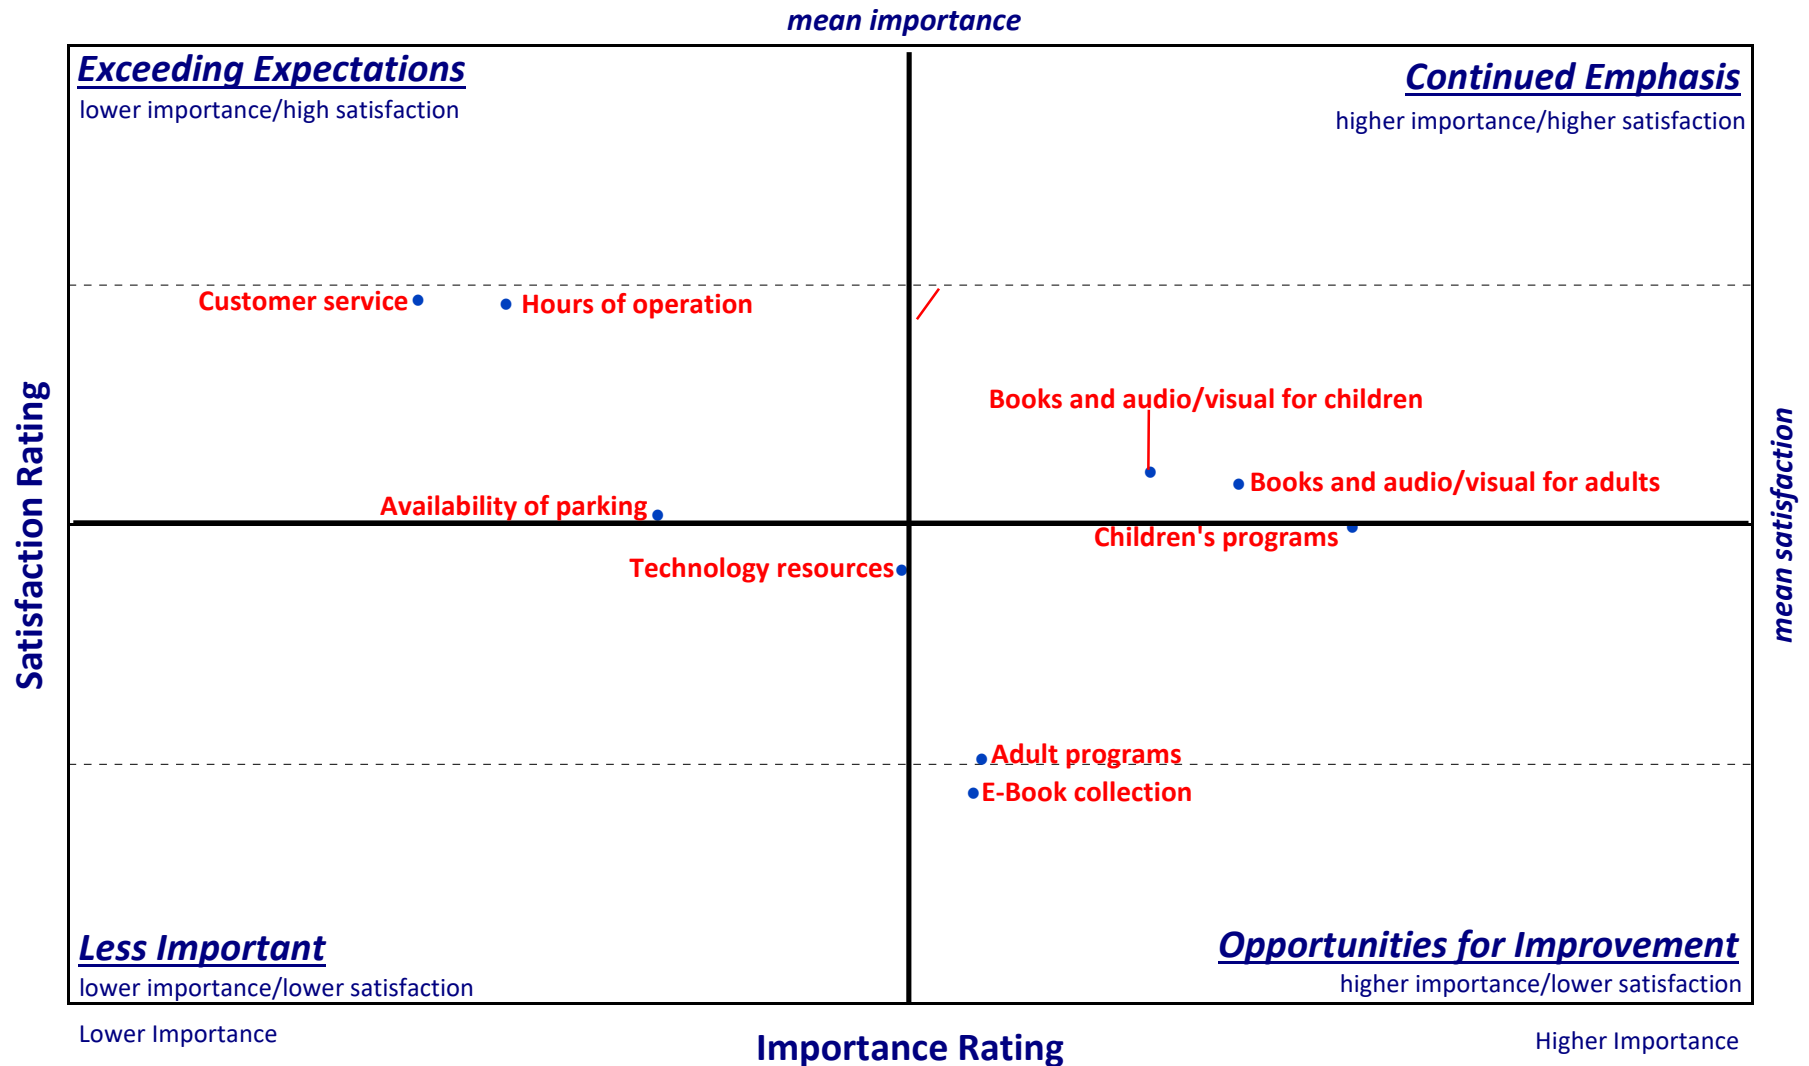 mean importance
Exceeding Expectations
lower importance/high satisfaction
Continued Emphasis
higher importance/higher satisfaction
Customer service
Hours of operation
Books and audio/visual for children
Books and audio/visual for adults
Availability of parking
Children's programs
Technology resources
Satisfaction Rating
mean satisfaction
Adult programs
E-Book collection
Less Important
lower importance/lower satisfaction
Opportunities for Improvement
higher importance/lower satisfaction
Lower Importance
Importance Rating
Higher Importance